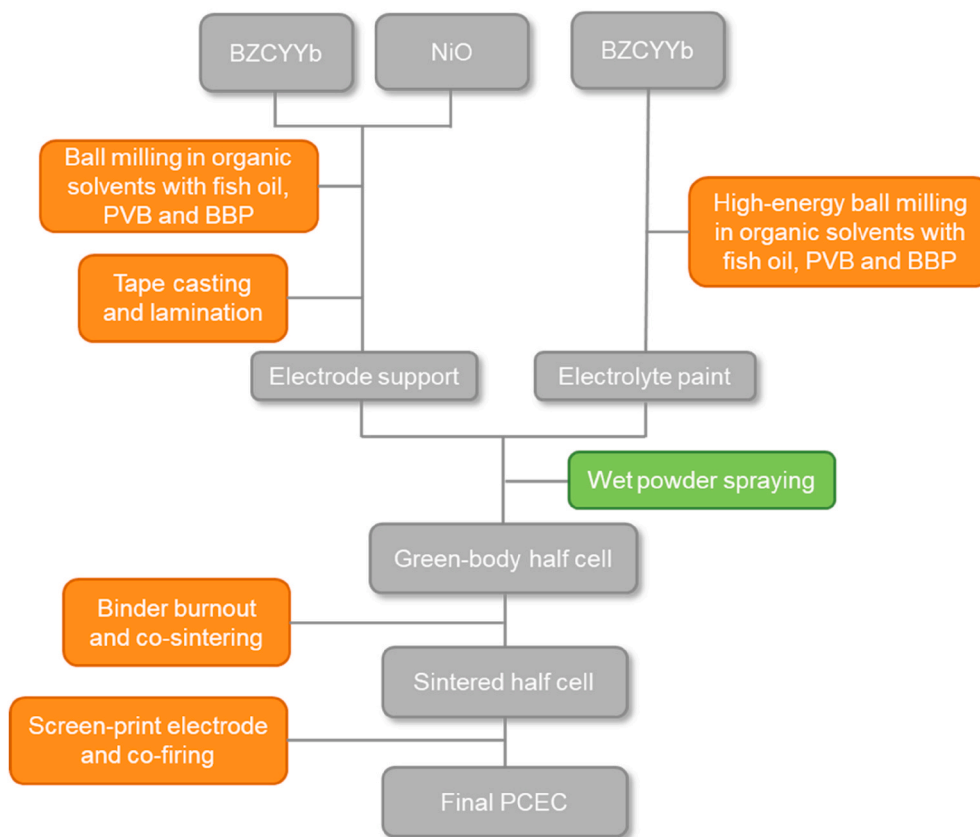 BZCYYb
NiO
BZCYYb
Ball milling in organic
solvents with fish oil,
PVB and BBP
High-energy ball milling
in organic solvents with
fish oil, PVB and BBP
Tape casting
and lamination
Electrode support
Electrolyte paint
Wet powder spraying
Green-body half cell
Binder burnout
and co-sintering
Sintered half cell
Screen-print electrode
and co-firing
Final PCEC